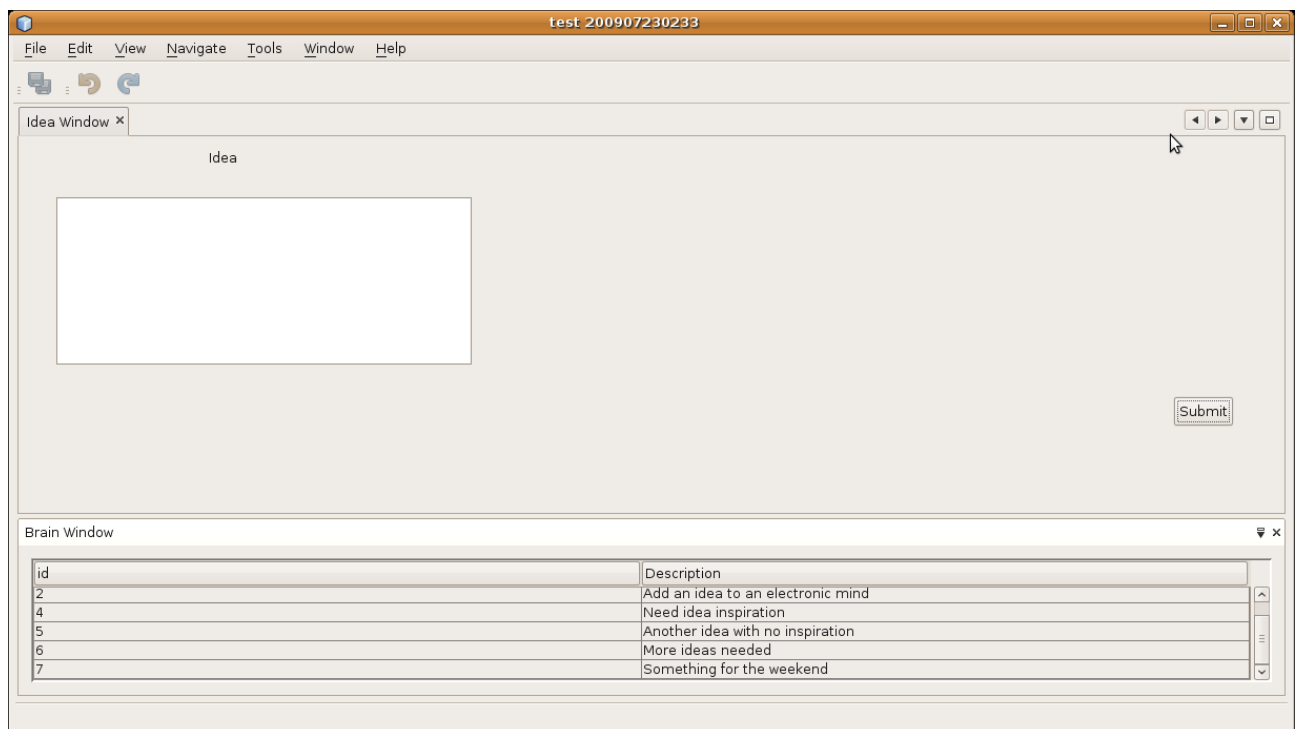 test 200907230233
File Edit View Navigate Tools Window Help
Idea Window
Idea
Submit
Brain Window
id Description
2 Add an idea to an electronic mind
4 Need idea inspiration
5 Another idea with no inspiration
6 More ideas needed
7 Something for the weekend